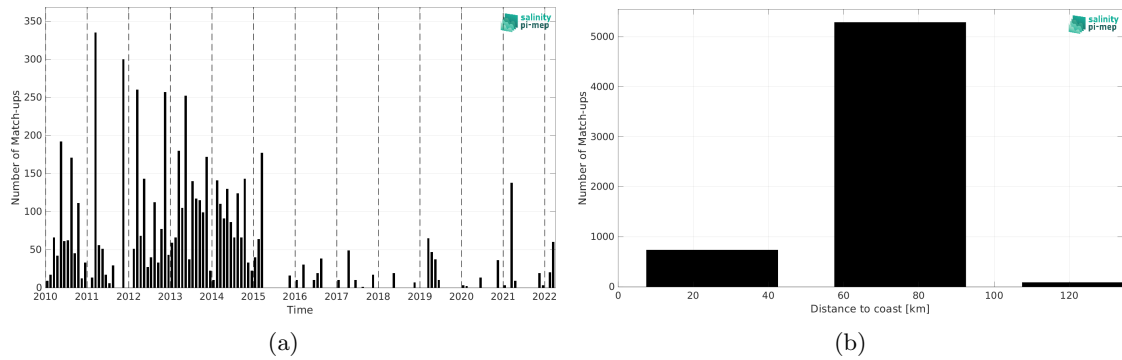 350
300
250
200
150
100
50
0
Number of Match-ups
2010 2011 2012 2013 2014 2015 2016 2017 2018 2019 2020 2021 2022
Time
salinity
pi-mep
(a)
5000
4000
3000
2000
1000
0
Number of Match-ups
0 20 40 60 80 100 120
Distance to coast [km]
salinity
pi-mep
(b)